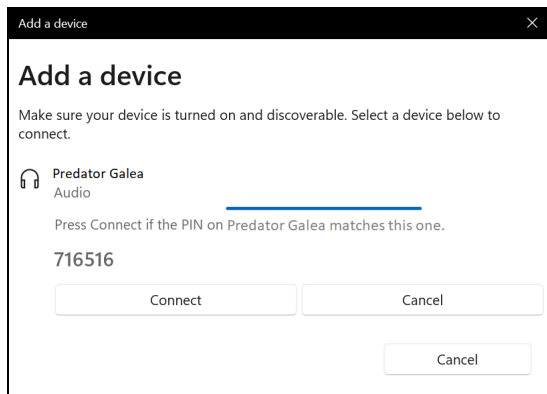 Add a device
Add a device
Make sure your device is turned on and discoverable. Select a device below to
connect.
Predator Galea
Audio
Press Connect if the PIN on Predator Galea matches this one.
716516
Connect Cancel
Cancel